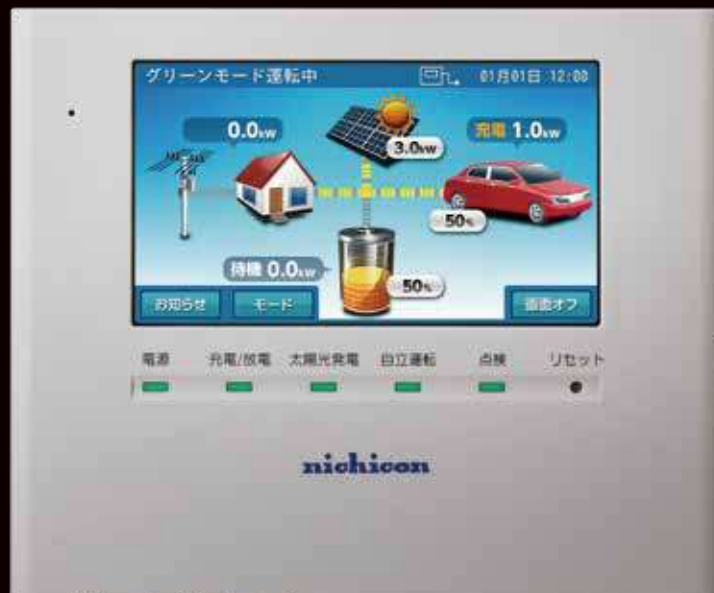 グリーンモード運転中 01月01日 12:00
0.0kW
充電 1.0kW
3.0kW
50%
待機 0.0kW
50%
お知らせ モード 画面オフ
電源 充電/放電 太陽光発電 自立運転 点検 リセット
nichicon